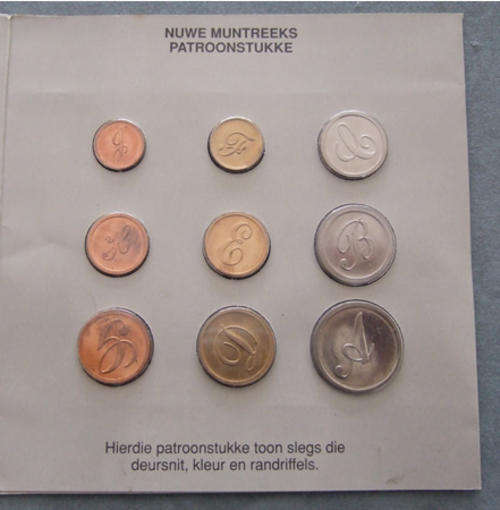 NUWE MUNTREEKS
PATROONSTUKKE
J F C
H E B
G D A
Hierdie patroonstukke toon slegs die
deursnit, kleur en randriffels.